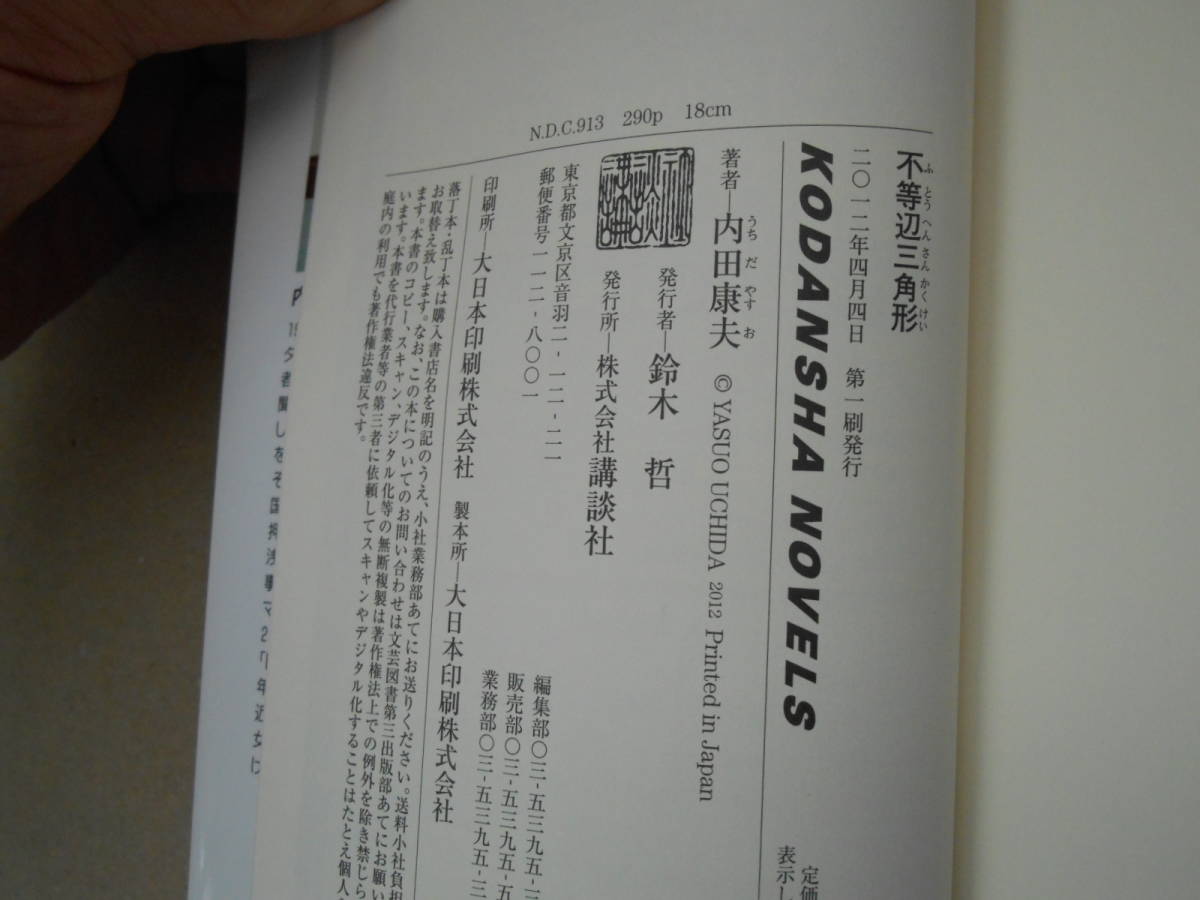 N.D.C.913 290p 18cm
不等辺三角形
ふとうへんさんかくけい
二〇一二年四月四日 第一刷発行
KODANSHA NOVELS
定価
表示し
著者―内田康夫 © YASUO UCHIDA 2012 Printed in Japan
うちだやすお
発行者―鈴木 哲
発行所―株式会社講談社
東京都文京区音羽二-一二-二一
郵便番号一一二-八〇〇一
編集部〇三-五三九五-
販売部〇三-五三九五-
業務部〇三-五三九五-三
印刷所―大日本印刷株式会社 製本所―大日本印刷株式会社
落丁本・乱丁本は購入書店名を明記のうえ、小社業務部あてにお送りください。送料小社負担
お取替え致します。なお、この本についてのお問い合わせは文芸図書第三出版部あてにお願い
ます。本書のコピー、スキャン、デジタル化等の無断複製は著作権法上での例外を除き禁じら
います。本書を代行業者等の第三者に依頼してスキャンやデジタル化することはたとえ個人
庭内の利用でも著作権法違反です。